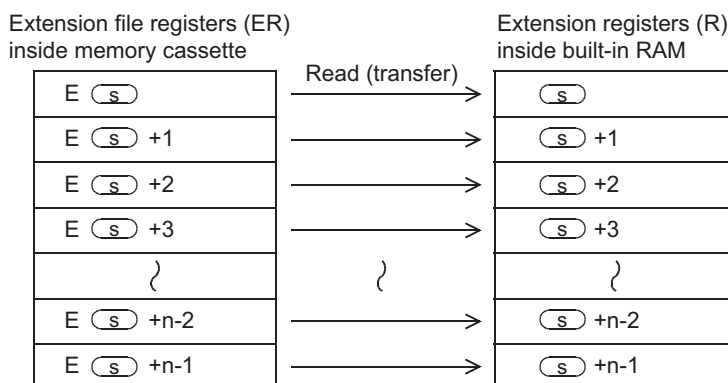 Extension file registers (ER)
inside memory cassette
Extension registers (R)
inside built-in RAM
Read (transfer)
E s
s
E s +1
s +1
E s +2
s +2
E s +3
s +3
E s +n-2
s +n-2
E s +n-1
s +n-1